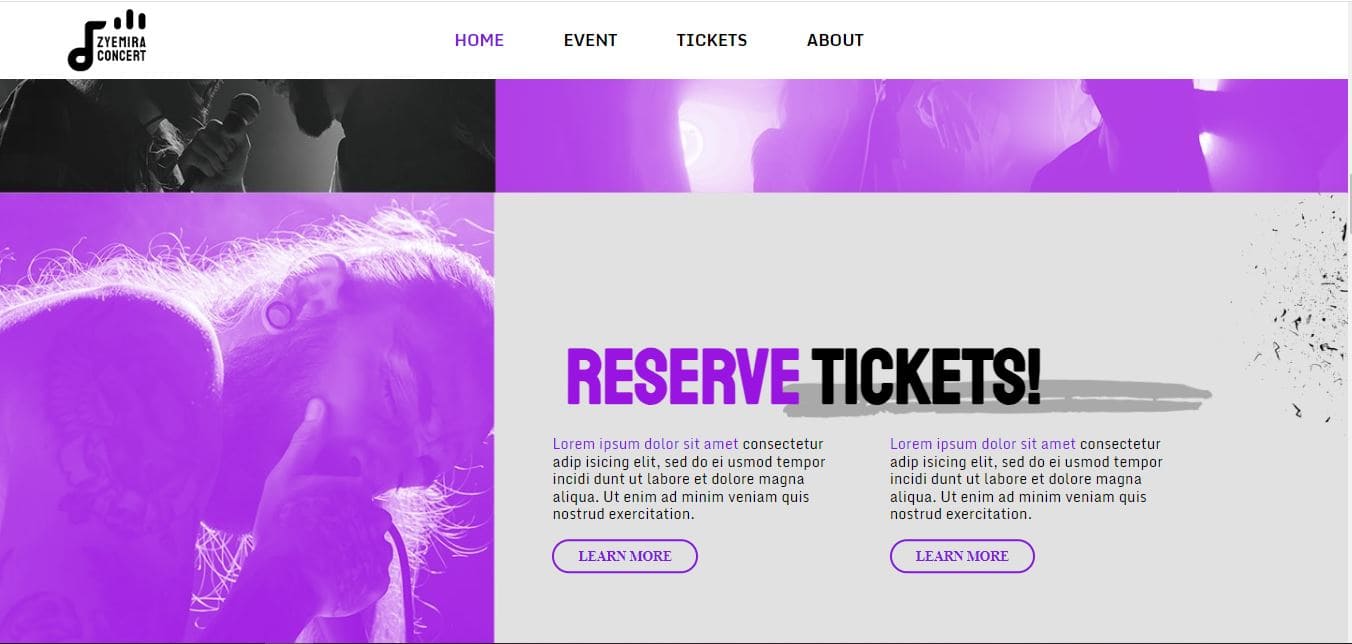 ZYEMIRA
CONCERT
HOME EVENT TICKETS ABOUT
RESERVE TICKETS!
Lorem ipsum dolor sit amet consectetur
adip isicing elit, sed do ei usmod tempor
incidi dunt ut labore et dolore magna
aliqua. Ut enim ad minim veniam quis
nostrud exercitation.
LEARN MORE
Lorem ipsum dolor sit amet consectetur
adip isicing elit, sed do ei usmod tempor
incidi dunt ut labore et dolore magna
aliqua. Ut enim ad minim veniam quis
nostrud exercitation.
LEARN MORE